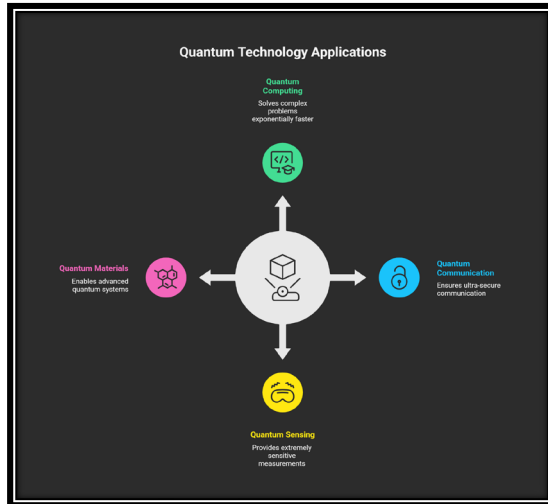 Quantum Technology Applications
Quantum
Computing
Solves complex
problems
exponentially faster
</>
Quantum Materials
Enables advanced
quantum systems
Quantum
Communication
Ensures ultra-secure
communication
Quantum Sensing
Provides extremely
sensitive
measurements